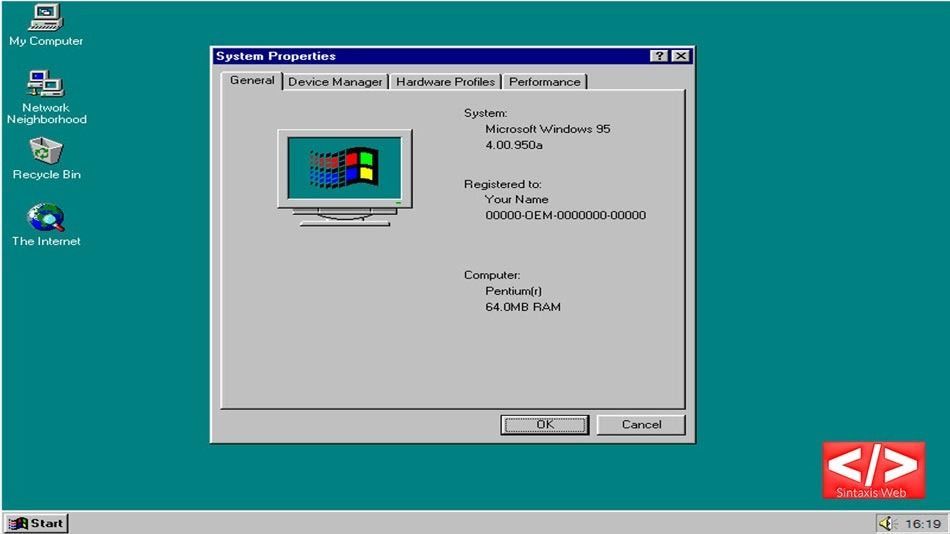 My Computer
Network
Neighborhood
Recycle Bin
The Internet
System Properties
General
Device Manager
Hardware Profiles
Performance
System:
Microsoft Windows 95
4.00.950a
Registered to:
Your Name
00000-OEM-0000000-00000
Computer:
Pentium(r)
64.0MB RAM
OK
Cancel
</>
Sintaxis Web
Start
16:19